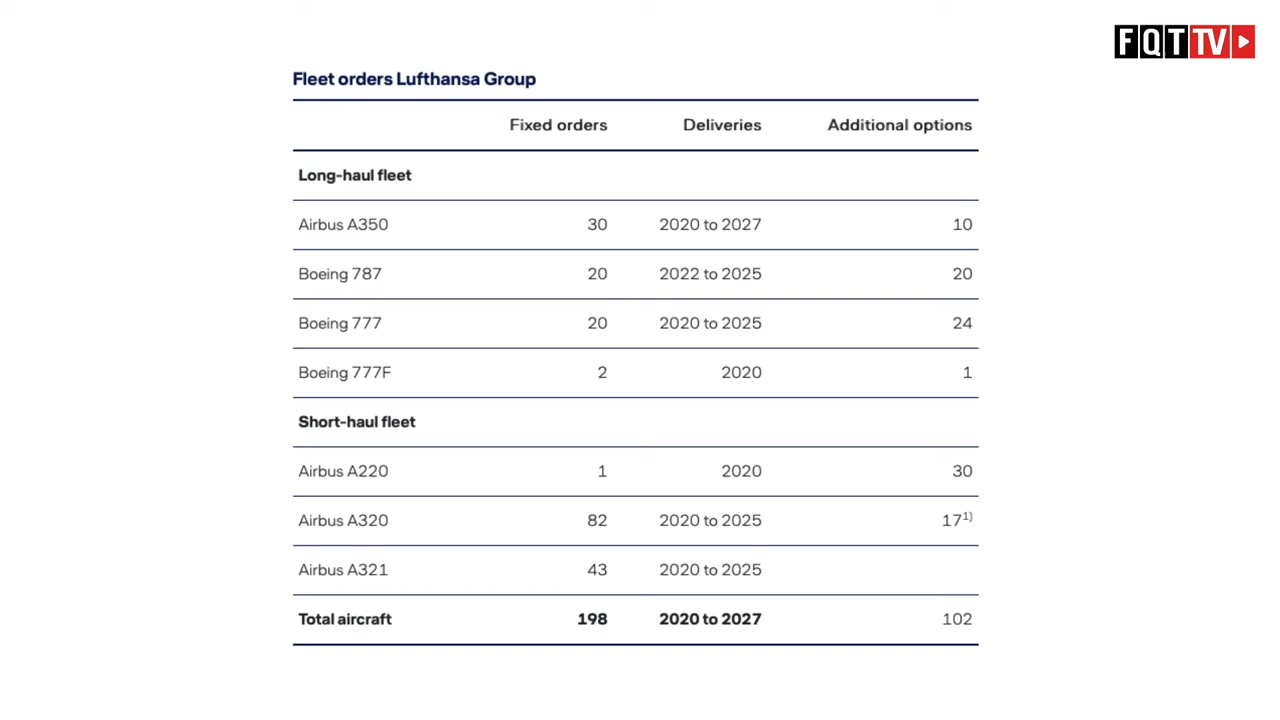 FQT TV
Fleet orders Lufthansa Group
Fixed orders Deliveries Additional options
Long-haul fleet
Airbus A350 30 2020 to 2027 10
Boeing 787 20 2022 to 2025 20
Boeing 777 20 2020 to 2025 24
Boeing 777F 2 2020 1
Short-haul fleet
Airbus A220 1 2020 30
Airbus A320 82 2020 to 2025 17¹⁾
Airbus A321 43 2020 to 2025
Total aircraft 198 2020 to 2027 102